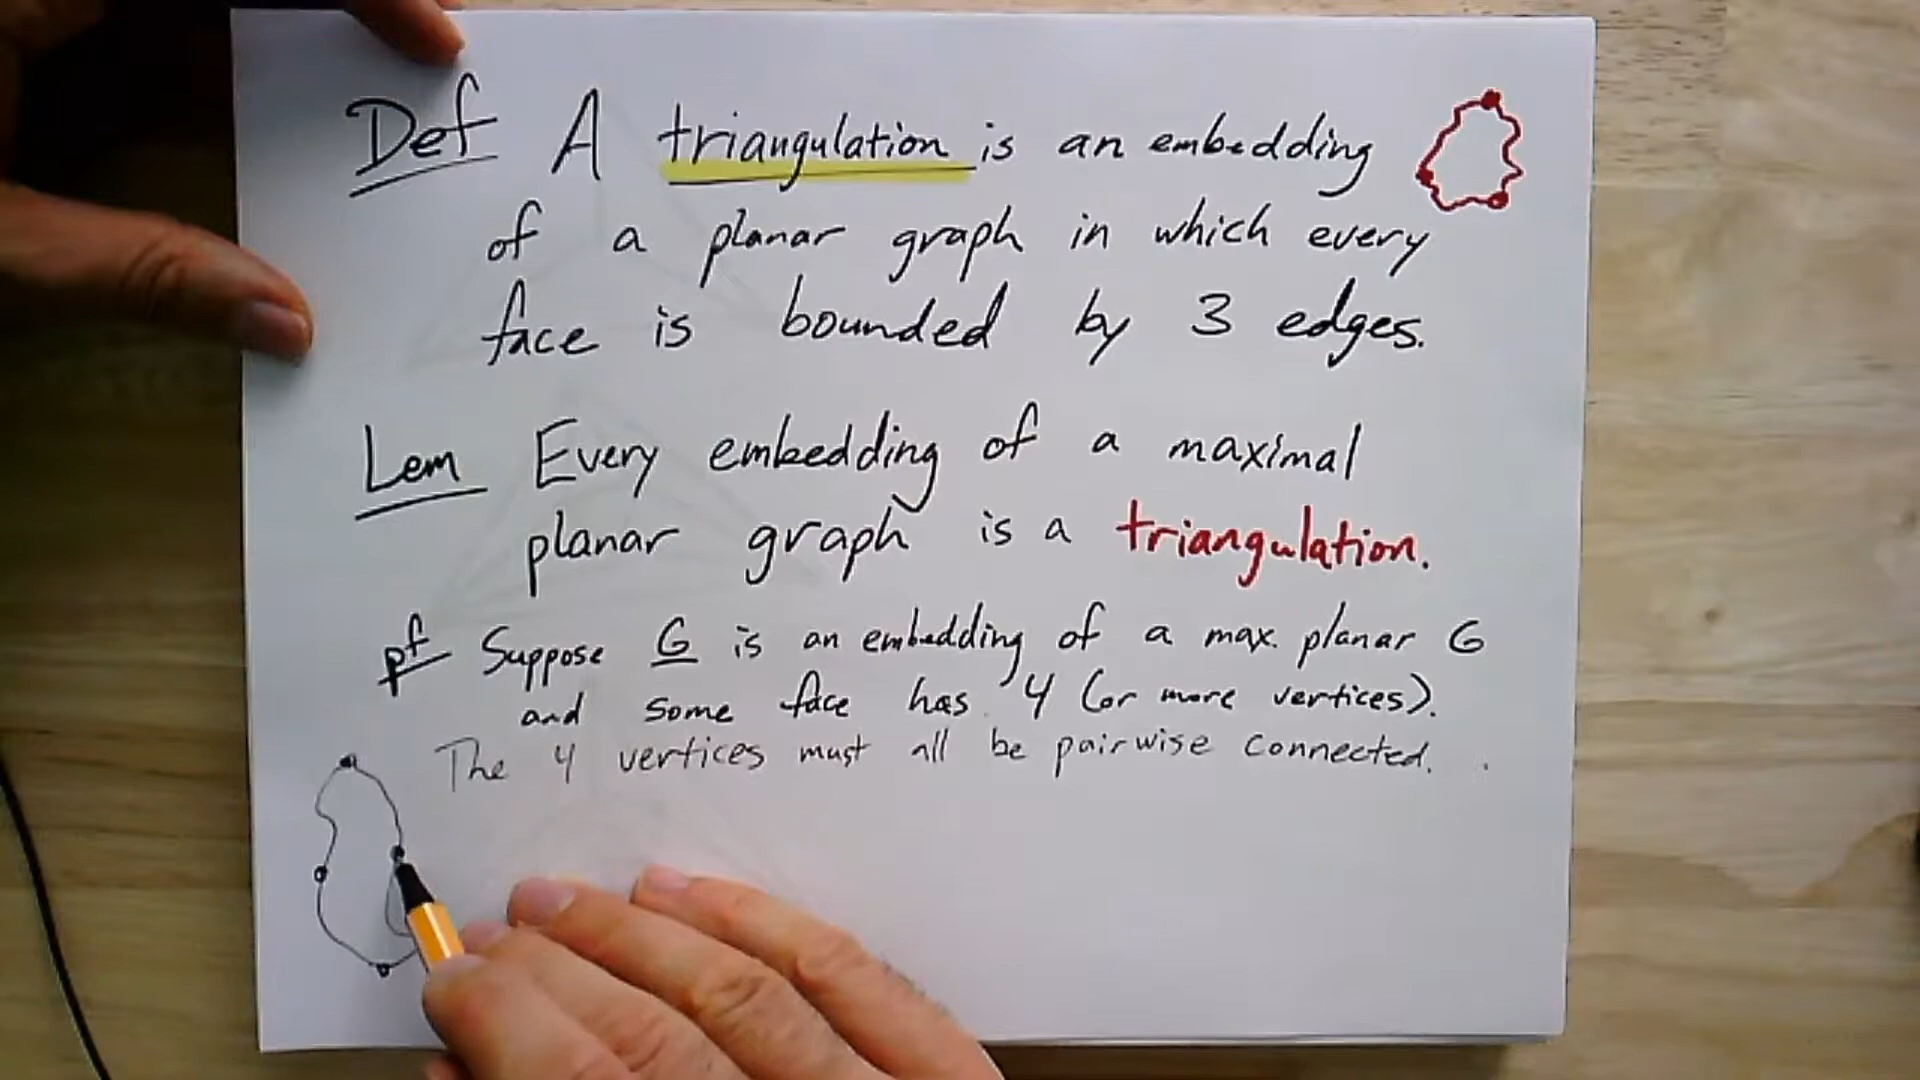 Def A triangulation is an embedding
of a planar graph in which every
face is bounded by 3 edges.
Lem Every embedding of a maximal
planar graph is a triangulation.
pf Suppose G is an embedding of a max. planar G
and some face has 4 (or more vertices).
The 4 vertices must all be pairwise connected.